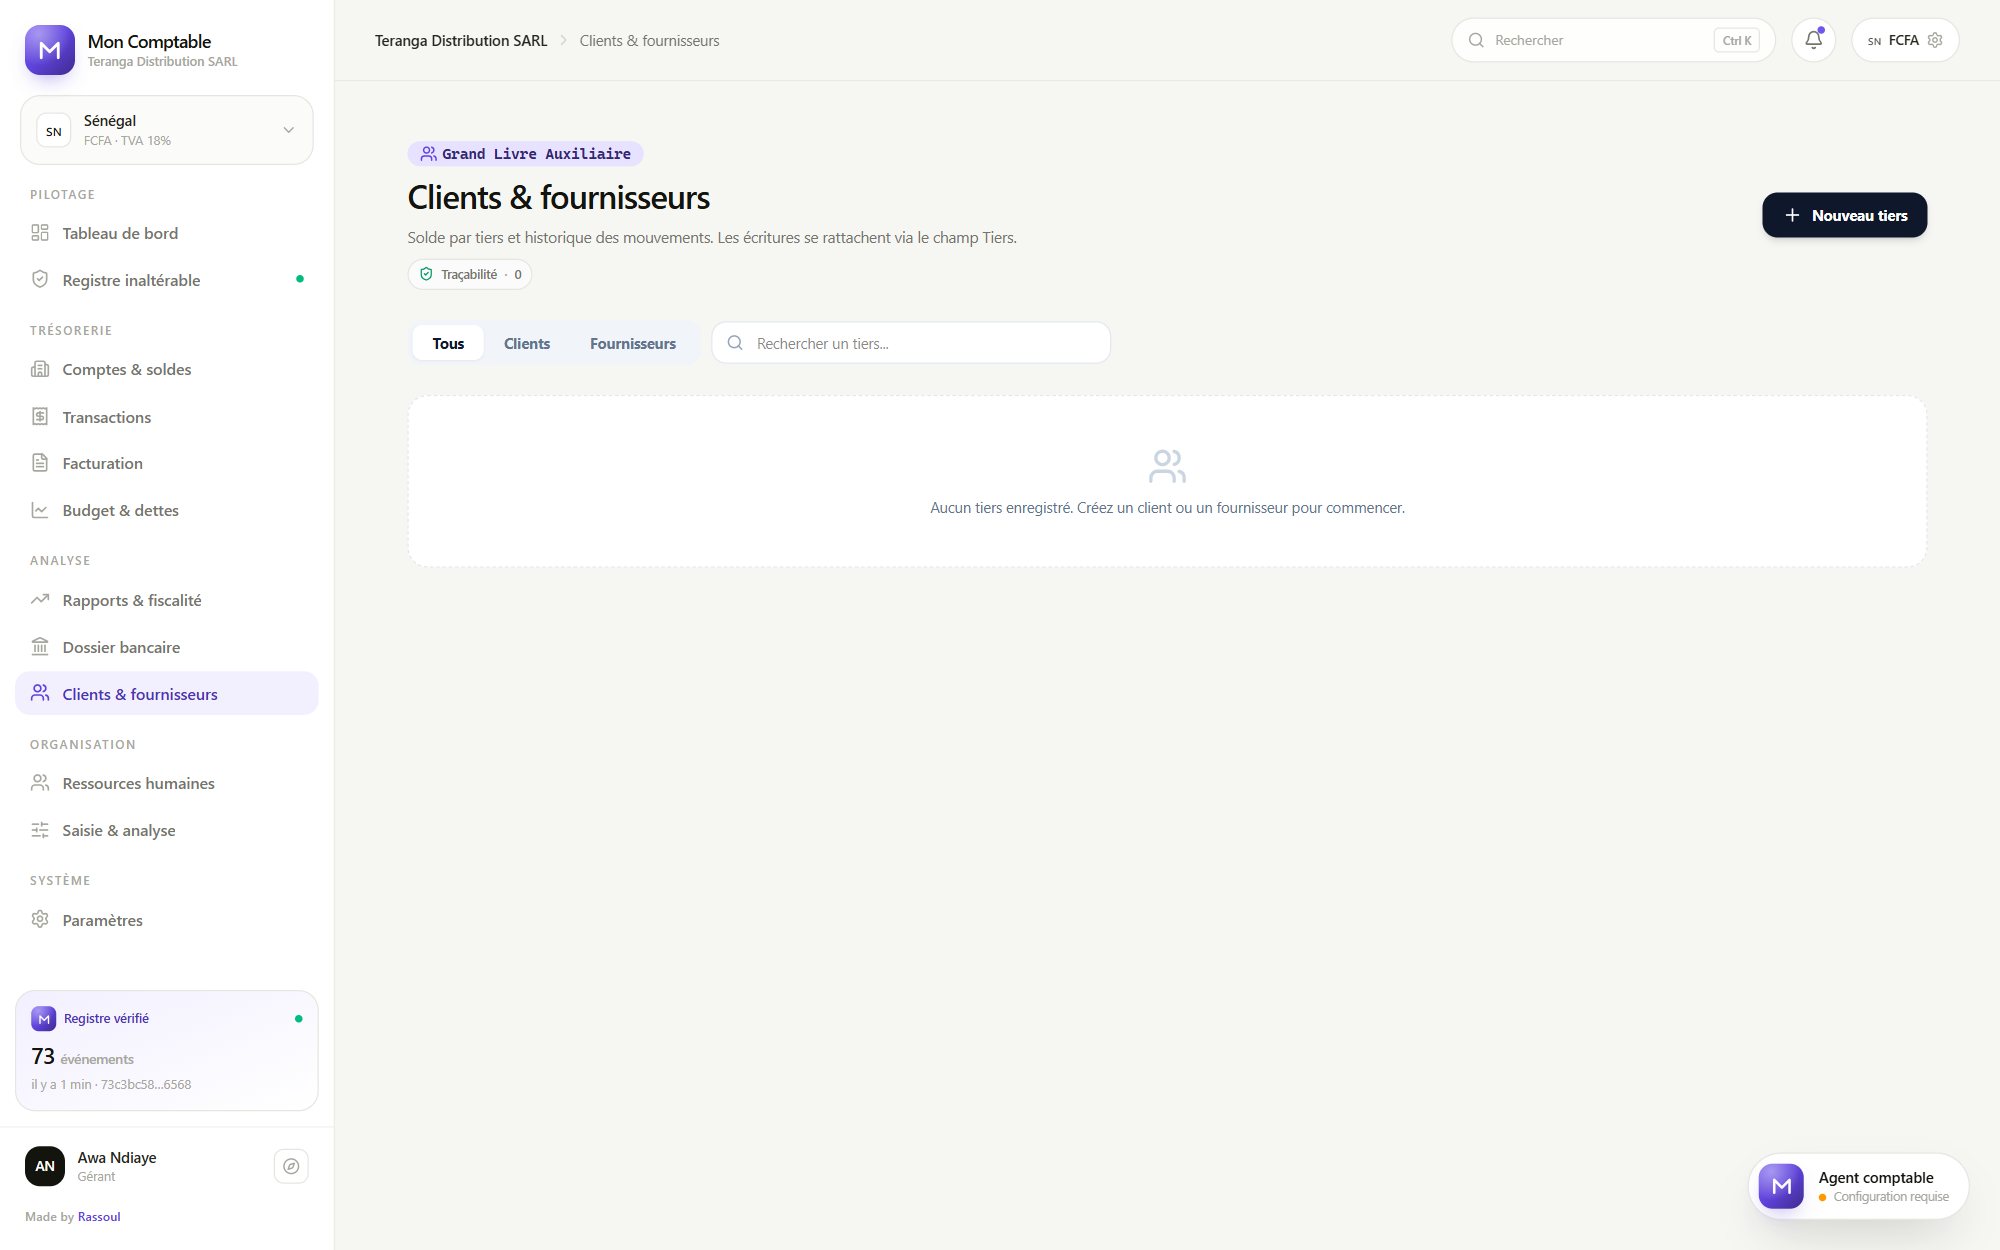 Mon Comptable
Teranga Distribution SARL
SN
Sénégal
FCFA · TVA 18%
PILOTAGE
Tableau de bord
Registre inaltérable
TRÉSORERIE
Comptes & soldes
Transactions
Facturation
Budget & dettes
ANALYSE
Rapports & fiscalité
Dossier bancaire
Clients & fournisseurs
ORGANISATION
Ressources humaines
Saisie & analyse
SYSTÈME
Paramètres
Registre vérifié
73 événements
il y a 1 min · 73c3bc58...6568
AN
Awa Ndiaye
Gérant
Made by Rassoul
Teranga Distribution SARL > Clients & fournisseurs
Rechercher
Ctrl K
SN FCFA
Grand Livre Auxiliaire
Clients & fournisseurs
Solde par tiers et historique des mouvements. Les écritures se rattachent via le champ Tiers.
Traçabilité · 0
+ Nouveau tiers
Tous
Clients
Fournisseurs
Rechercher un tiers...
Aucun tiers enregistré. Créez un client ou un fournisseur pour commencer.
Agent comptable
Configuration requise